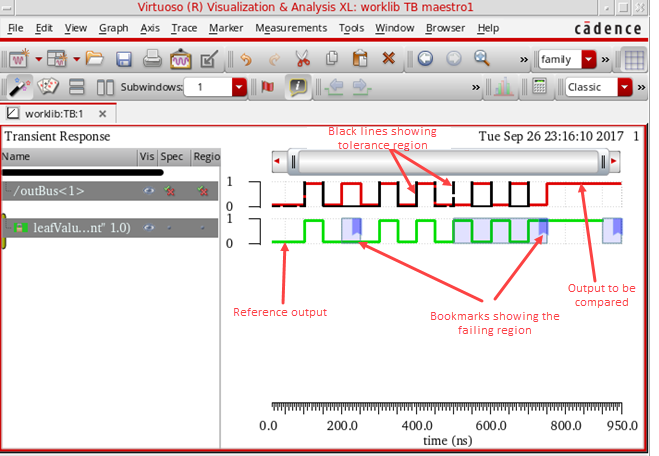 Virtuoso (R) Visualization & Analysis XL: worklib TB maestro1
File Edit View Graph Axis Trace Marker Measurements Tools Window Browser Help cādence
family
Subwindows: 1 Classic
worklib:TB:1
Transient Response Tue Sep 26 23:16:10 2017 1
Black lines showing
tolerance region
Name Vis Spec Regio
/outBus<1>
1
0
leafValu...nt" 1.0)
1
0
Reference output
Bookmarks showing the
failing region
Output to be
compared
0.0 200.0 400.0 600.0 800.0 950.0
time (ns)